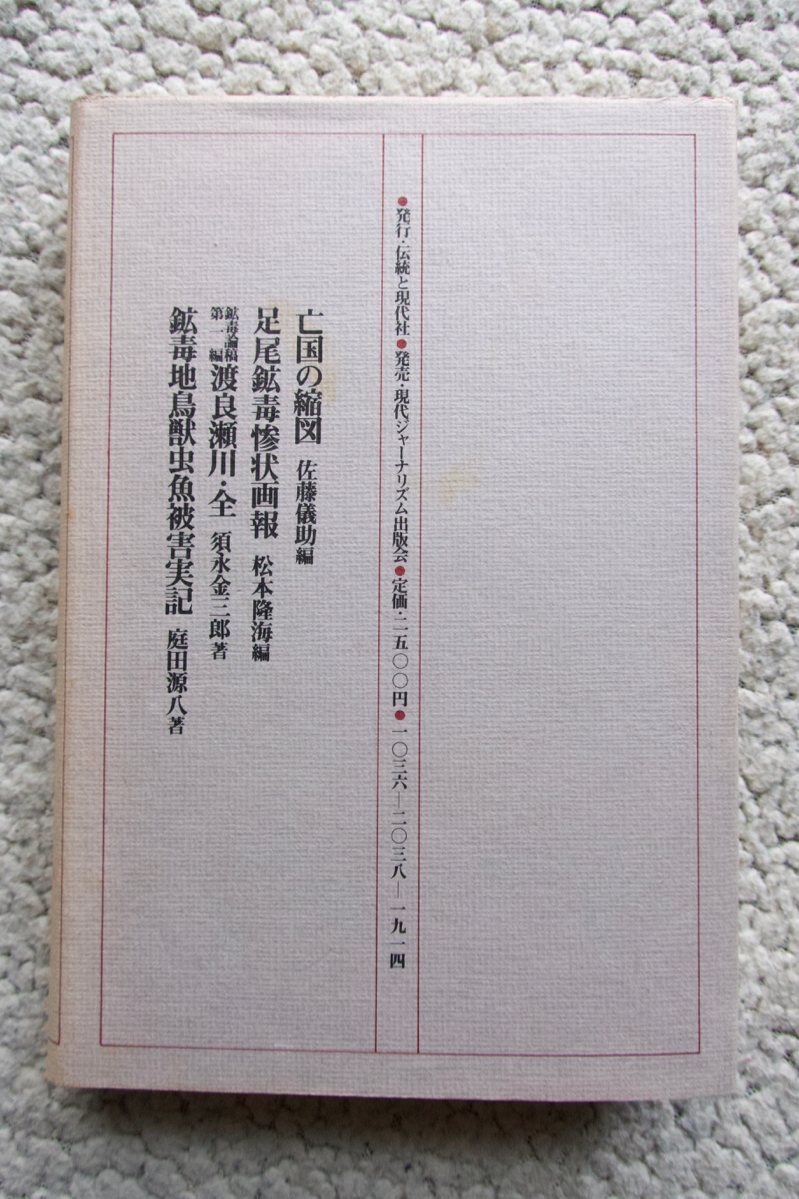 ●発行・伝統と現代社●発売・現代ジャーナリズム出版会●定価・二五〇〇円●一〇三六―二〇三八―一九一四
亡国の縮図 佐藤儀助編
足尾鉱毒惨状画報 松本隆海編
鉱毒論稿第一編 渡良瀬川・全 須永金三郎著
鉱毒地鳥獣虫魚被害実記 庭田源八著